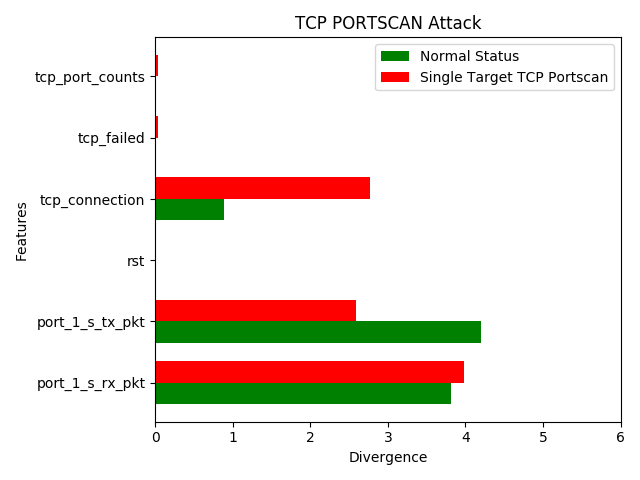 TCP PORTSCAN Attack
Normal Status
Single Target TCP Portscan
tcp_port_counts
tcp_failed
tcp_connection
rst
port_1_s_tx_pkt
port_1_s_rx_pkt
Features
0 1 2 3 4 5 6
Divergence